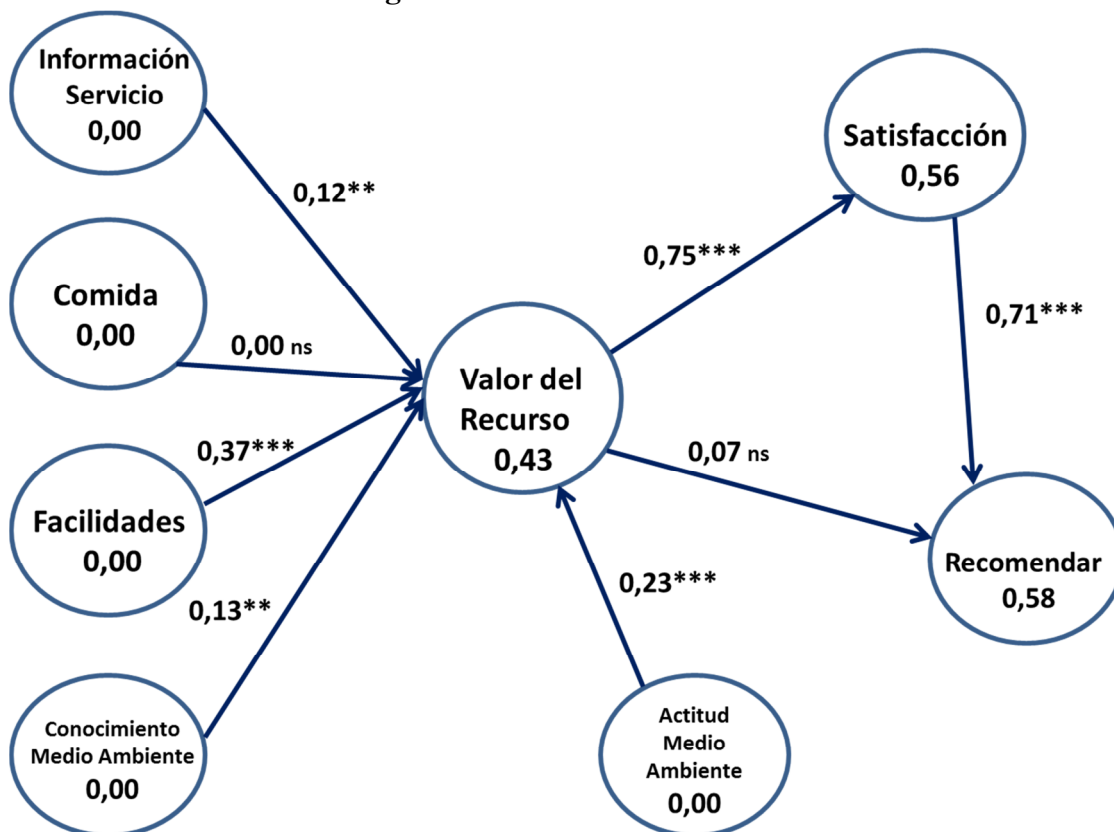 Información
Servicio
0,00
0,12**
Comida
0,00
0,00 ns
Facilidades
0,00
0,37***
Conocimiento
Medio Ambiente
0,00
0,13**
Valor del
Recurso
0,43
Actitud
Medio
Ambiente
0,00
0,23***
0,75***
0,07 ns
Satisfacción
0,56
0,71***
Recomendar
0,58